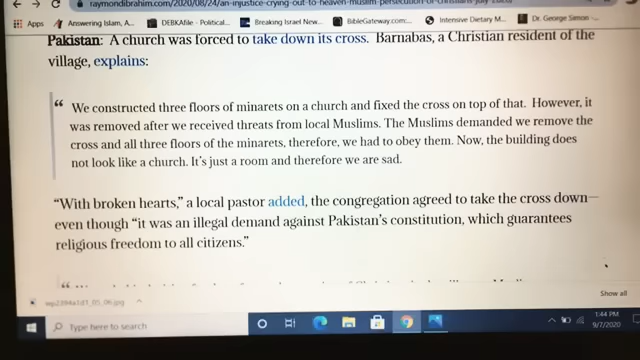 raymondibrahim.com/2020/08/24/an-injustice-crying-out-to-heaven-muslim-persecution-of-christians-july
Apps Answering Islam, A... DEBKAfile - Political... Breaking Israel New... BibleGateway.com:... Intensive Dietary M... Dr. George Simon -
Pakistan: A church was forced to take down its cross. Barnabas, a Christian resident of the
village, explains:
“ We constructed three floors of minarets on a church and fixed the cross on top of that. However, it
was removed after we received threats from local Muslims. The Muslims demanded we remove the
cross and all three floors of the minarets, therefore, we had to obey them. Now, the building does
not look like a church. It's just a room and therefore we are sad.
“With broken hearts,” a local pastor added, the congregation agreed to take the cross down—
even though “it was an illegal demand against Pakistan's constitution, which guarantees
religious freedom to all citizens.”
Show all
Type here to search
1:44 PM
9/7/2020